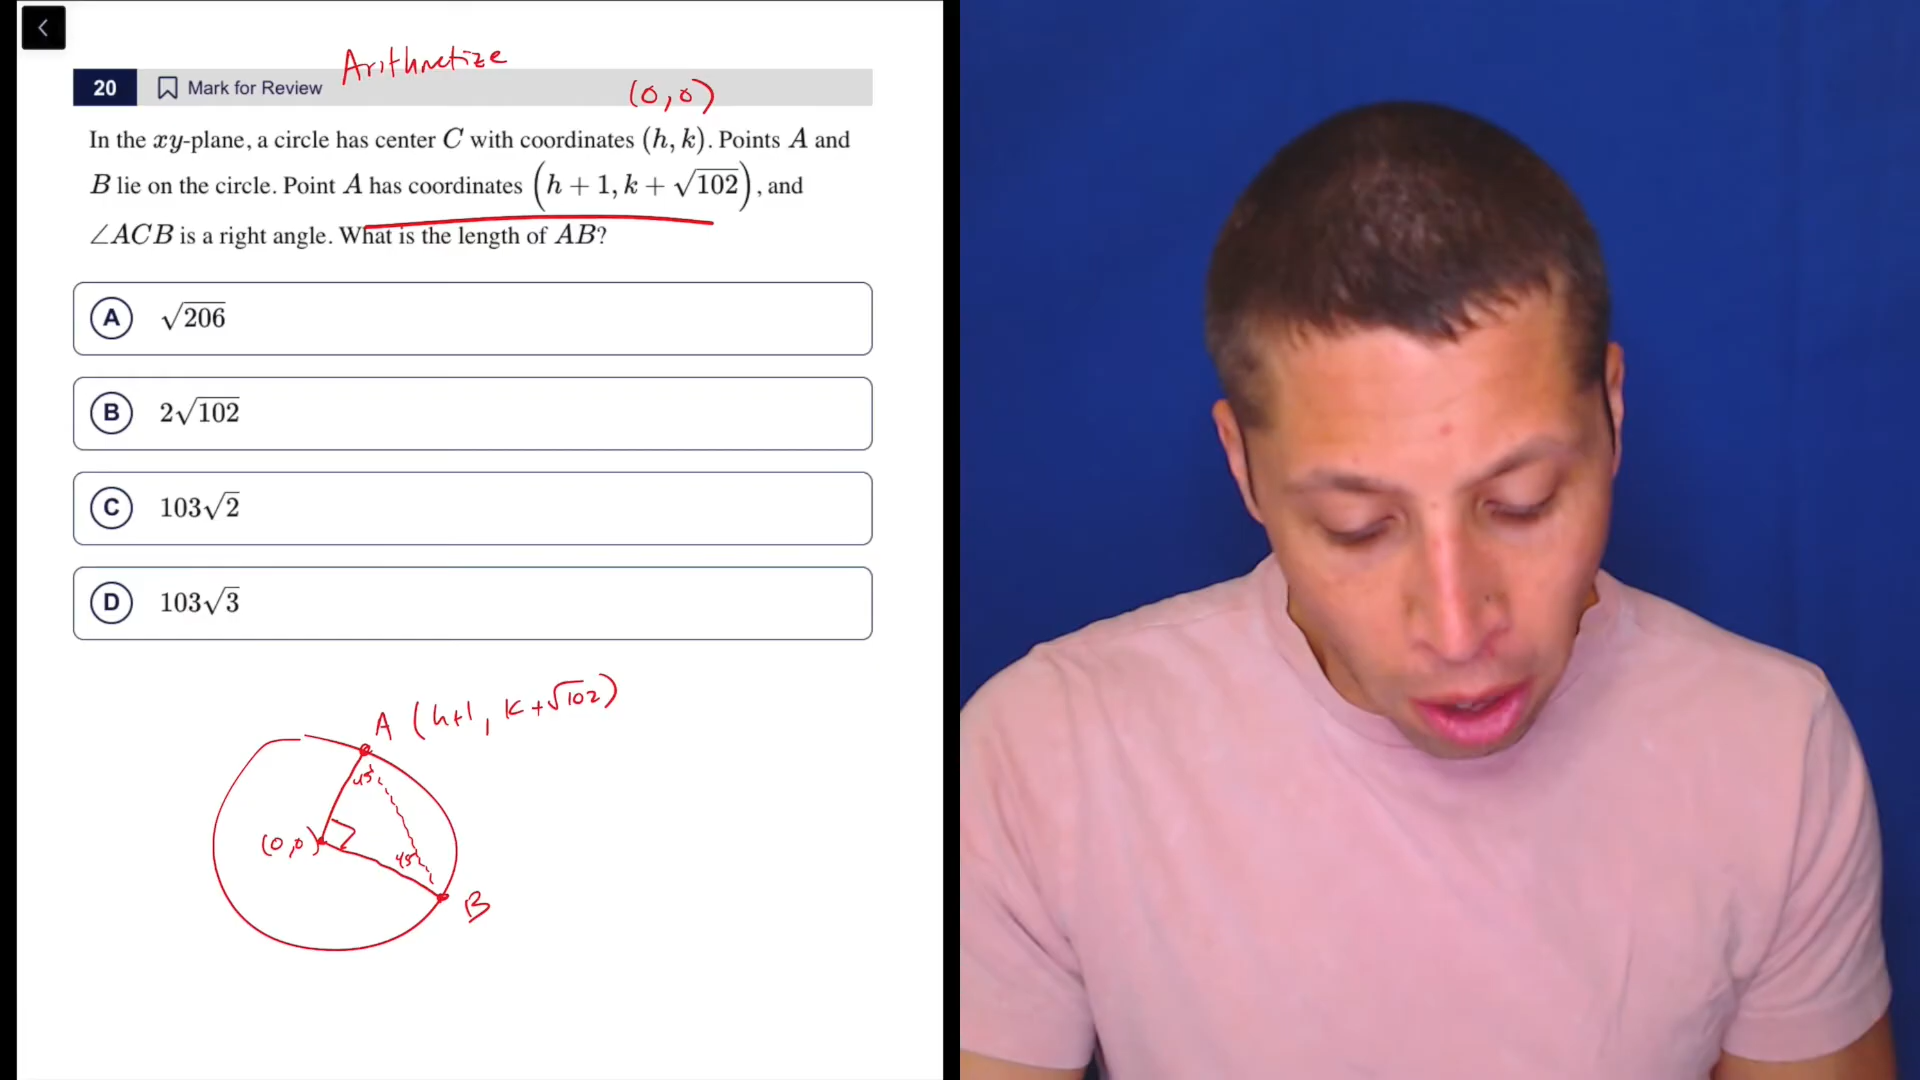 Arithmetize
20 Mark for Review
(0,0)
In the xy-plane, a circle has center C with coordinates (h, k). Points A and
B lie on the circle. Point A has coordinates (h + 1, k + √102), and
∠ACB is a right angle. What is the length of AB?
A √206
B 2√102
C 103√2
D 103√3
A (h+1, k+√102)
45
(0,0)
45
B